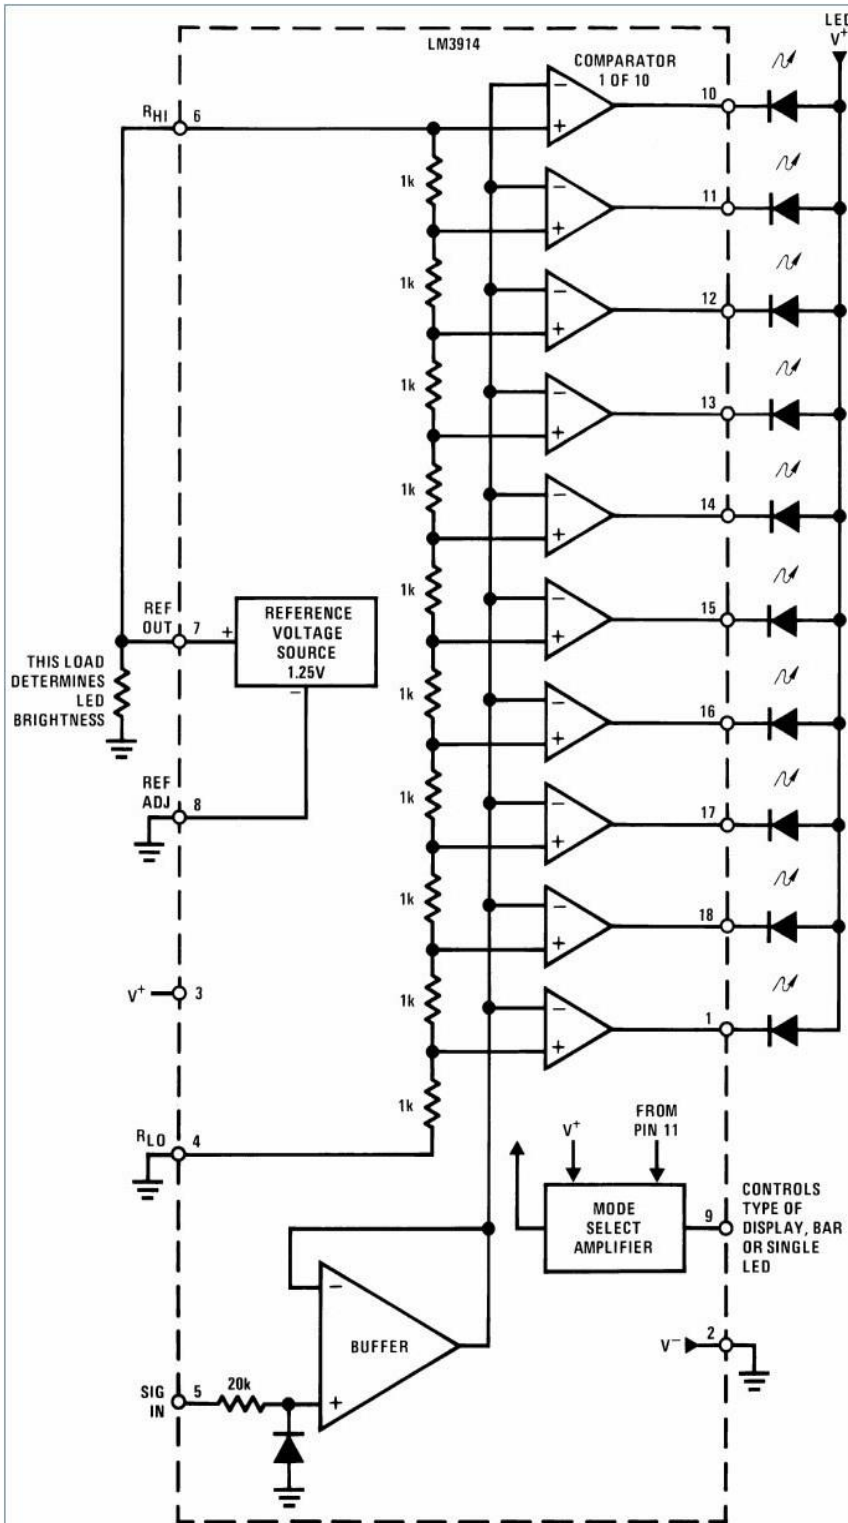 LM3914
LED
V+
COMPARATOR
1 OF 10
10
RHI
6
1k
11
1k
12
1k
13
1k
14
1k
15
REF
OUT
7
+
REFERENCE
VOLTAGE
SOURCE
1.25V
−
THIS LOAD
DETERMINES
LED
BRIGHTNESS
1k
16
REF
ADJ
8
1k
17
1k
18
V+
3
1k
1
1k
RLO
4
V+
FROM
PIN 11
MODE
SELECT
AMPLIFIER
9
CONTROLS
TYPE OF
DISPLAY, BAR
OR SINGLE
LED
−
BUFFER
+
V−
2
SIG
IN
5
20k
− +
− +
− +
− +
− +
− +
− +
− +
− +
− +